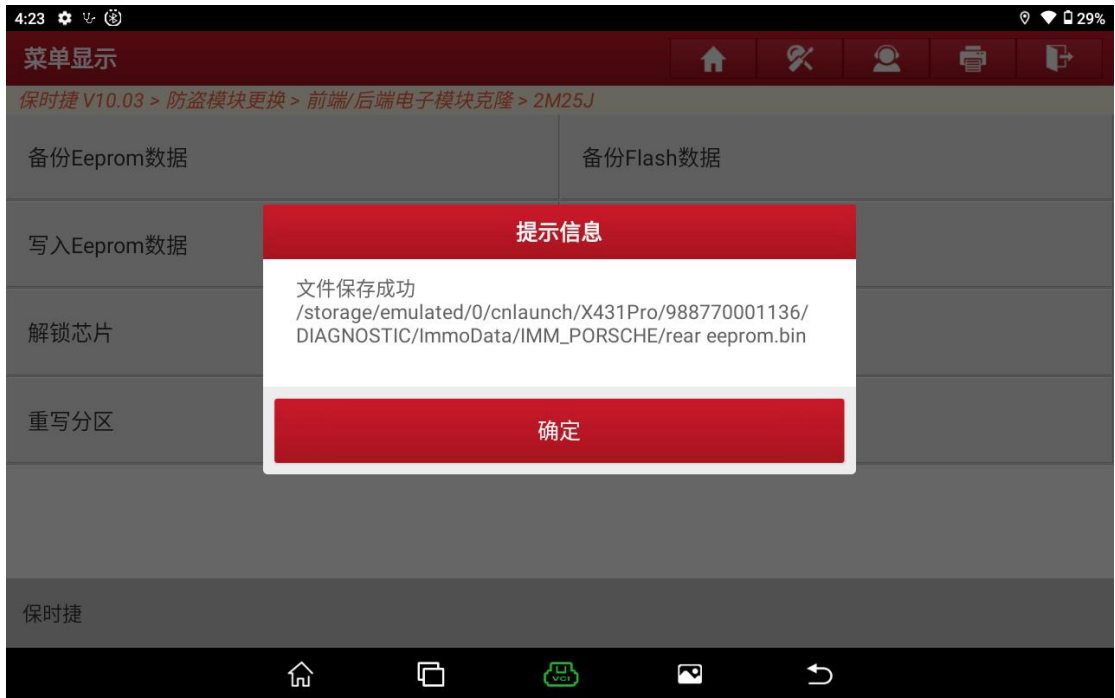 4:23
29%
菜单显示
保时捷 V10.03 > 防盗模块更换 > 前端/后端电子模块克隆 > 2M25J
备份Eeprom数据
备份Flash数据
写入Eeprom数据
解锁芯片
重写分区
提示信息
文件保存成功
/storage/emulated/0/cnlaunch/X431Pro/988770001136/
DIAGNOSTIC/ImmoData/IMM_PORSCHE/rear eeprom.bin
确定
保时捷
VCI